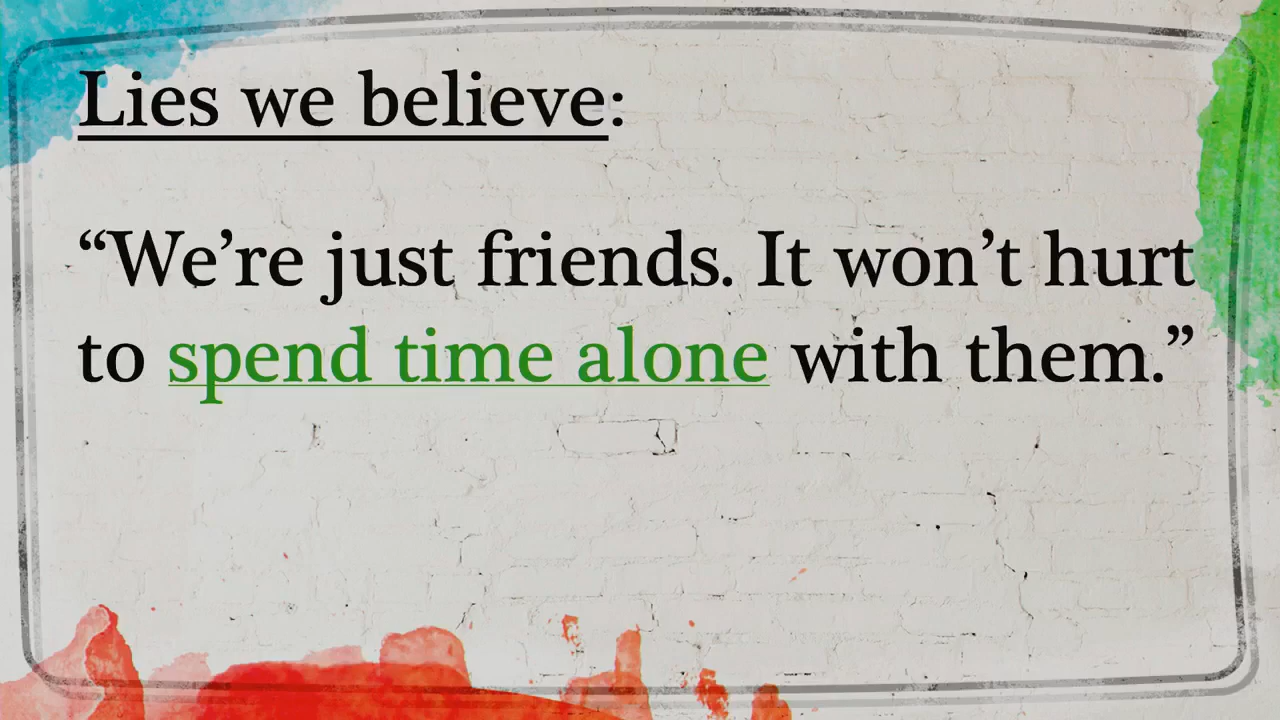 Lies we believe:
“We’re just friends. It won’t hurt
to spend time alone with them.”